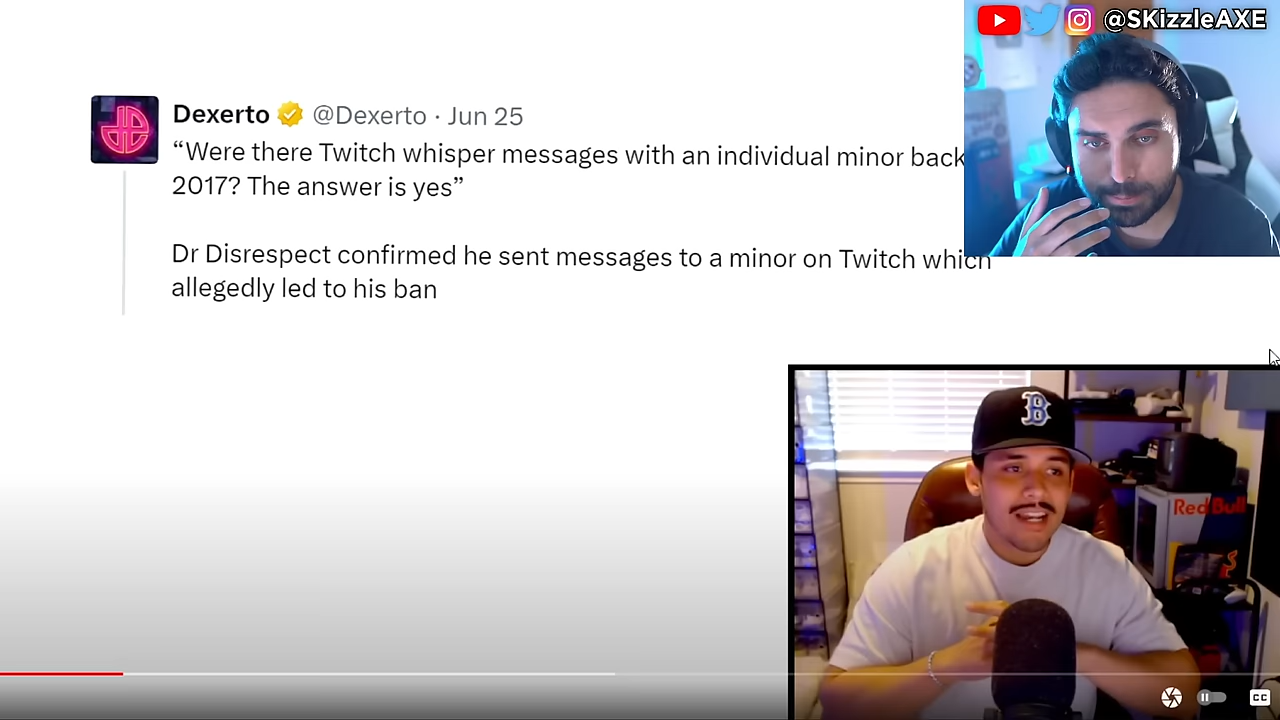 @SKizzleAXE
Dexerto @Dexerto · Jun 25
“Were there Twitch whisper messages with an individual minor back
2017? The answer is yes”
Dr Disrespect confirmed he sent messages to a minor on Twitch which
allegedly led to his ban
B
Red Bull
CC